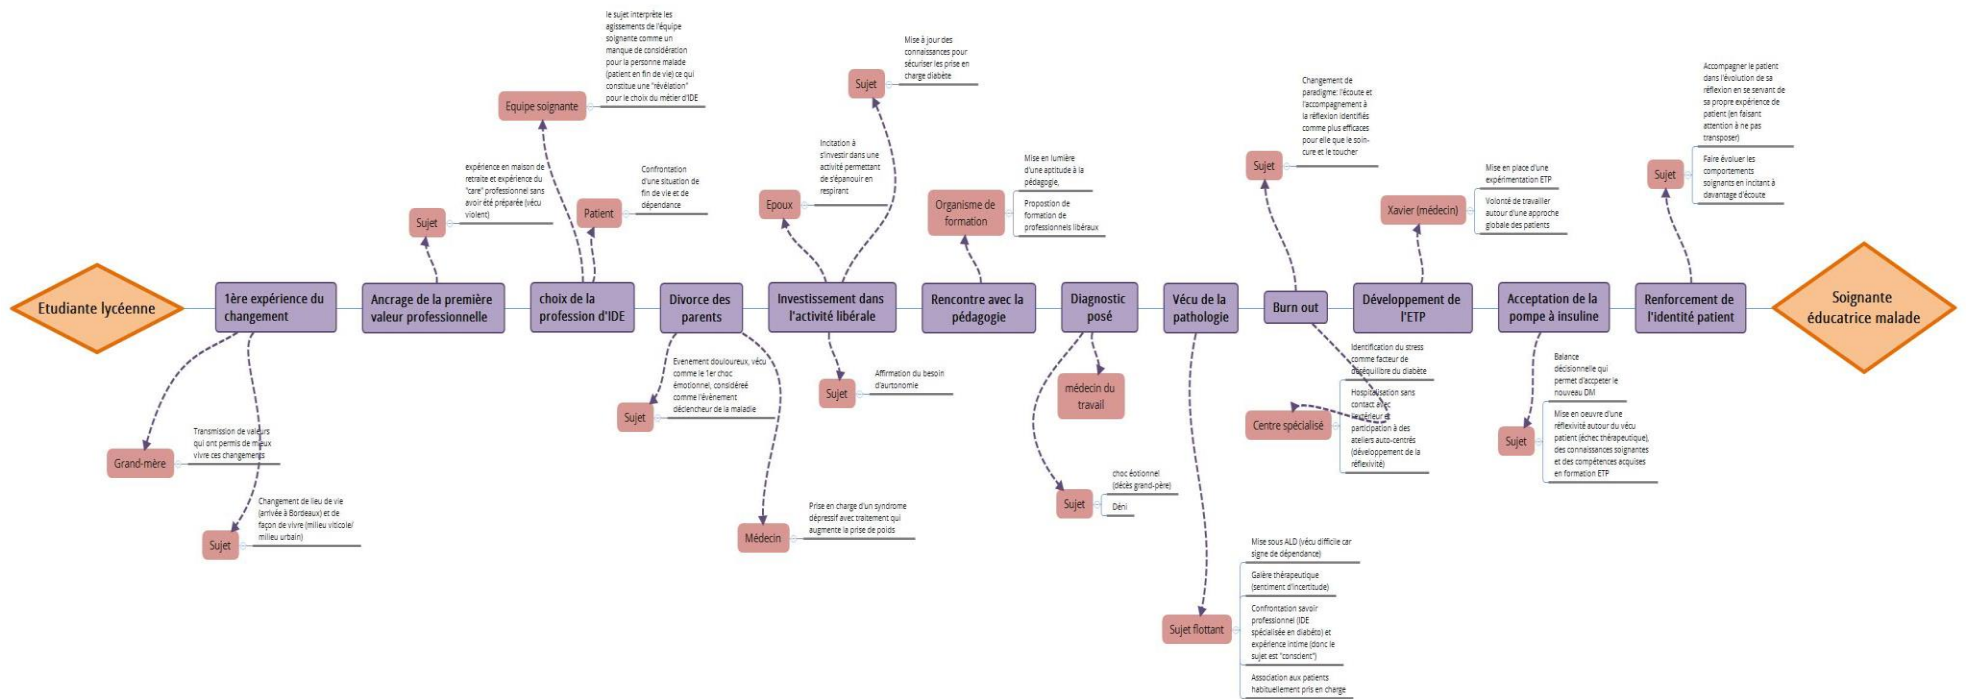 le sujet interprète les
agissements de l'équipe
soignante comme un
manque de considération
pour la personne malade
(patient en fin de vie) ce qui
constitue une "révélation"
pour le choix du métier d'IDE
Equipe soignante
expérience en maison de
retraite et expérience du
"care" professionnel sans
avoir été préparée (vécu
violent)
Sujet
Confrontation
d'une situation de
fin de vie et de
dépendance
Patient
Mise à jour des
connaissances pour
sécuriser les prise en
charge diabète
Sujet
Incitation à
s'investir dans une
activité permettant
de s'épanouir en
respirant
Epoux
Mise en lumière
d'une aptitude à la
pédagogie,
Propostion de
formation de
professionnels libéraux
Organisme de
formation
Changement de
paradigme: l'écoute et
l'accompagnement à
la réflexion identifiés
comme plus efficaces
pour elle que le soin-
cure et le toucher
Sujet
Mise en place d'une
expérimentation ETP
Volonté de travailler
autour d'une approche
globale des patients
Xavier (médecin)
Accompagner le patient
dans l'évolution de sa
réflexion en se servant de
sa propre expérience de
patient (en faisant
attention à ne pas
transposer)
Faire évoluer les
comportements
soignants en incitant à
davantage d'écoute
Sujet
Etudiante lycéenne
1ère expérience du
changement
Ancrage de la première
valeur professionnelle
choix de la
profession d'IDE
Divorce des
parents
Investissement dans
l'activité libérale
Rencontre avec la
pédagogie
Diagnostic
posé
Vécu de la
pathologie
Burn out
Développement de
l'ETP
Acceptation de la
pompe à insuline
Renforcement de
l'identité patient
Soignante
éducatrice malade
Transmission de valeurs
qui ont permis de mieux
vivre ces changements
Grand-mère
Changement de lieu de vie
(arrivée à Bordeaux) et de
façon de vivre (milieu viticole/
milieu urbain)
Sujet
Evenement douloureux, vécu
comme le 1er choc
émotionnel, considereé
comme l'évènement
déclencheur de la maladie
Sujet
Prise en charge d'un syndrome
dépressif avec traitement qui
augmente la prise de poids
Médecin
Affirmation du besoin
d'aurtonomie
Sujet
médecin du
travail
choc éotionnel
(décès grand-père)
Déni
Sujet
Mise sous ALD (vécu difficile car
signe de dépendance)
Galère thérapeutique
(sentiment d'incertitude)
Confrontation savoir
professionnel (IDE
spécialisée en diabéto) et
expérience intime (donc le
sujet est "conscient")
Association aux patients
habituellement pris en charge
Sujet flottant
Identification du stress
comme facteur de
déséquilibre du diabète
Hospitalisation sans
contact avec
l'extérieur et
participation à des
ateliers auto-centrés
(développement de la
réflexivité)
Centre spécialisé
Balance
décisionnelle qui
permet d'accpeter le
nouveau DM
Mise en oeuvre d'une
réflexivité autour du vécu
patient (échec thérapeutique),
des connaissances soignantes
et des compétences acquises
en formation ETP
Sujet